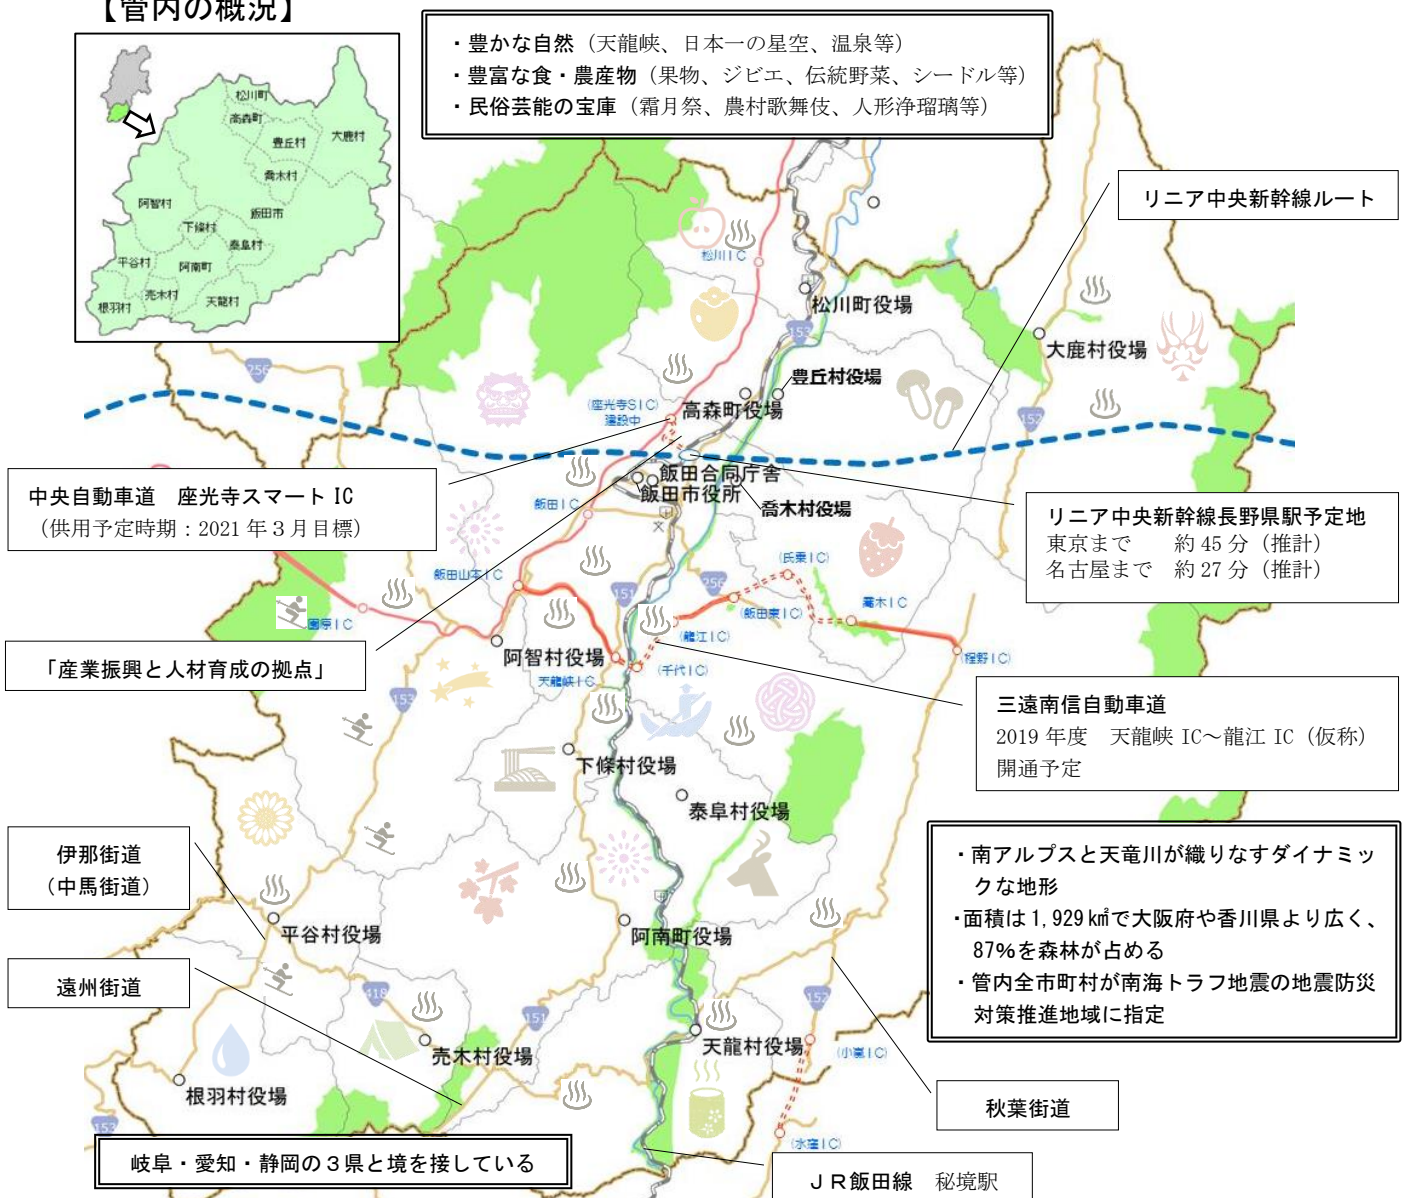 【管内の概況】
・豊かな自然（天龍峡、日本一の星空、温泉等）
・豊富な食・農産物（果物、ジビエ、伝統野菜、シードル等）
・民俗芸能の宝庫（霜月祭、農村歌舞伎、人形浄瑠璃等）
松川町
高森町
豊丘村
大鹿村
喬木村
阿智村
飯田市
下條村
泰阜村
平谷村
阿南町
売木村
天龍村
根羽村
リニア中央新幹線ルート
松川IC
松川町役場
153
大鹿村役場
256
豊丘村役場
(座光寺SIC)
建設中
高森町役場
152
飯田合同庁舎
飯田市役所
喬木村役場
中央自動車道　座光寺スマート IC
（供用予定時期：2021 年３月目標）
飯田IC
リニア中央新幹線長野県駅予定地
東京まで　　約 45 分（推計）
名古屋まで　約 27 分（推計）
飯田山本IC
151
256
(氏乗IC)
(飯田東IC)
喬木IC
園原IC
(龍江IC)
(程野IC)
「産業振興と人材育成の拠点」
阿智村役場
天龍峡IC
(千代IC)
153
三遠南信自動車道
2019 年度　天龍峡 IC～龍江 IC（仮称）
開通予定
下條村役場
泰阜村役場
伊那街道
（中馬街道）
・南アルプスと天竜川が織りなすダイナミッ
クな地形
・面積は 1,929 ㎢で大阪府や香川県より広く、
87%を森林が占める
・管内全市町村が南海トラフ地震の地震防災
対策推進地域に指定
平谷村役場
阿南町役場
遠州街道
418
151
152
天龍村役場
(小嵐IC)
売木村役場
根羽村役場
秋葉街道
153
(水窪IC)
岐阜・愛知・静岡の３県と境を接している
ＪＲ飯田線　秘境駅